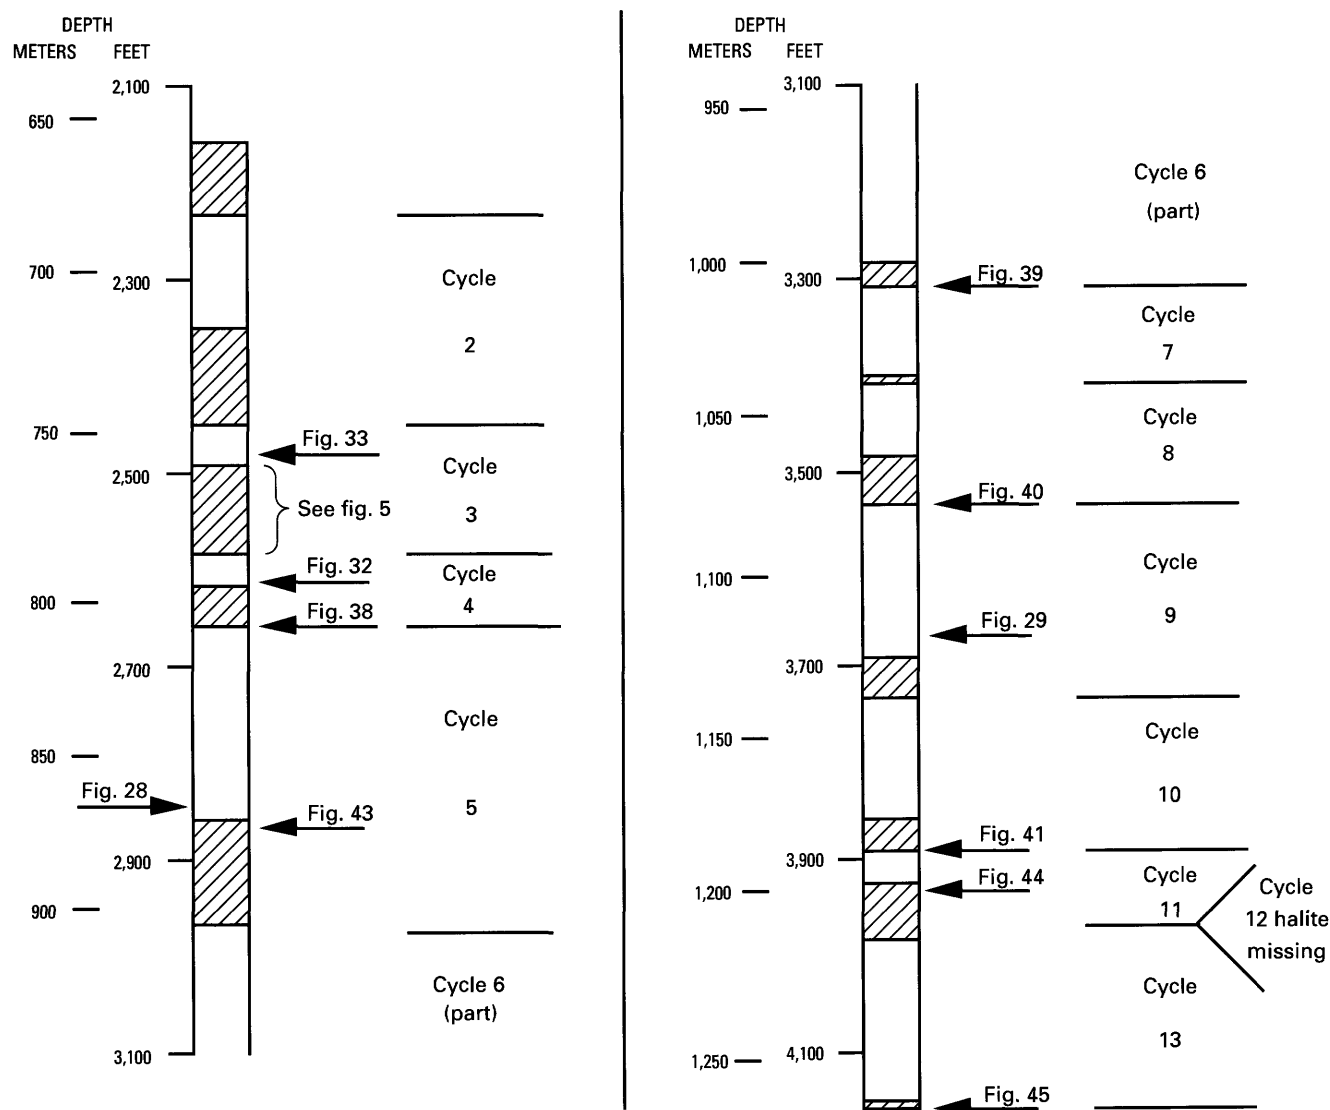 DEPTH
METERS FEET
2,100
650
700
2,300
Cycle
2
750
Fig. 33
2,500
Cycle
See fig. 5
3
Fig. 32
Cycle
800
4
Fig. 38
2,700
Cycle
850
Fig. 28
Fig. 43
5
2,900
900
Cycle 6
(part)
3,100
DEPTH
METERS FEET
3,100
950
Cycle 6
(part)
1,000
Fig. 39
3,300
Cycle
7
1,050
Cycle
8
3,500
Fig. 40
Cycle
1,100
9
Fig. 29
3,700
Cycle
1,150
10
Fig. 41
3,900
Fig. 44
Cycle
11
1,200
Cycle
12 halite
missing
Cycle
13
4,100
1,250
Fig. 45